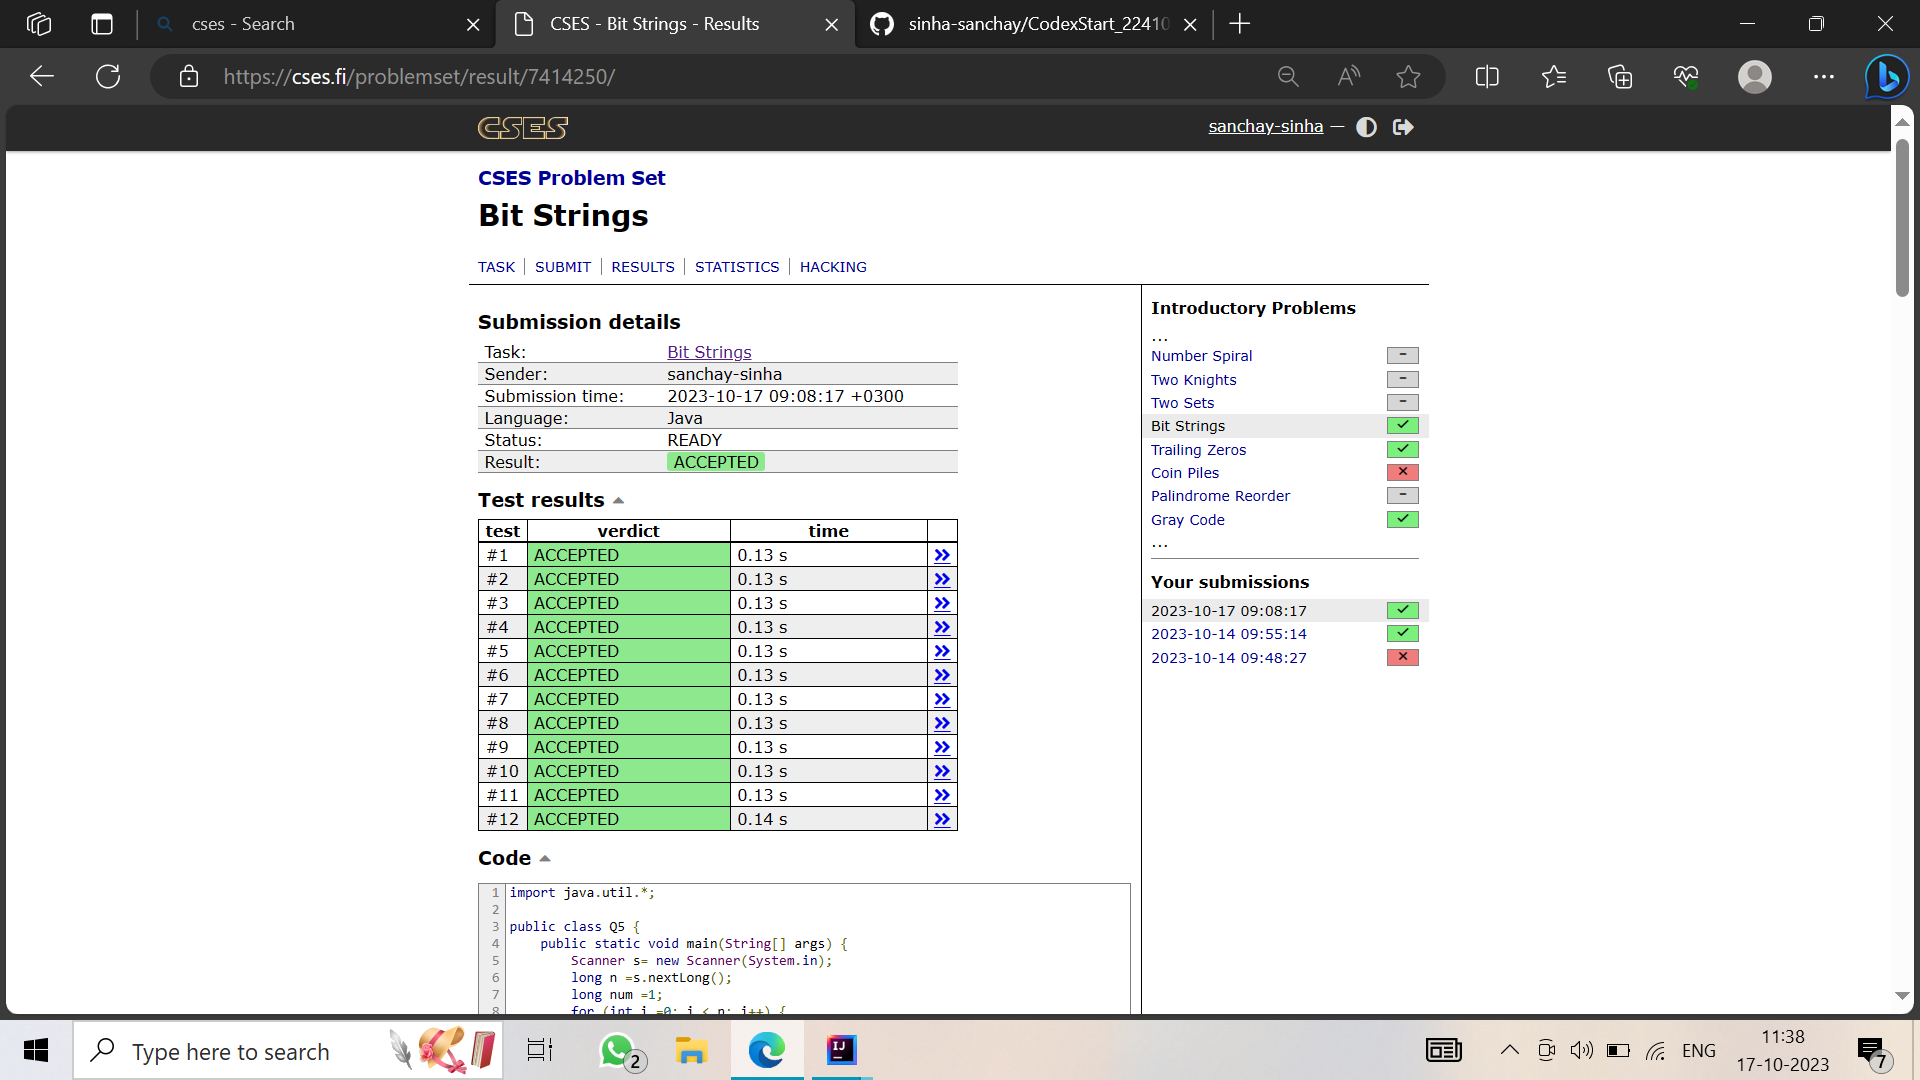 cses - Search
CSES - Bit Strings - Results
sinha-sanchay/CodexStart_22410
https://cses.fi/problemset/result/7414250/
CSES
sanchay-sinha —
CSES Problem Set
Bit Strings
TASK | SUBMIT | RESULTS | STATISTICS | HACKING
Submission details
Task: Bit Strings
Sender: sanchay-sinha
Submission time: 2023-10-17 09:08:17 +0300
Language: Java
Status: READY
Result: ACCEPTED
Test results
test verdict time
#1 ACCEPTED 0.13 s
#2 ACCEPTED 0.13 s
#3 ACCEPTED 0.13 s
#4 ACCEPTED 0.13 s
#5 ACCEPTED 0.13 s
#6 ACCEPTED 0.13 s
#7 ACCEPTED 0.13 s
#8 ACCEPTED 0.13 s
#9 ACCEPTED 0.13 s
#10 ACCEPTED 0.13 s
#11 ACCEPTED 0.13 s
#12 ACCEPTED 0.14 s
Code
1 import java.util.*;
2
3 public class Q5 {
4 public static void main(String[] args) {
5 Scanner s= new Scanner(System.in);
6 long n =s.nextLong();
7 long num =1;
8 for (int i =0; i < n; i++) {
Introductory Problems
...
Number Spiral
Two Knights
Two Sets
Bit Strings
Trailing Zeros
Coin Piles
Palindrome Reorder
Gray Code
...
Your submissions
2023-10-17 09:08:17
2023-10-14 09:55:14
2023-10-14 09:48:27
Type here to search
2
IJ
ENG
11:38
17-10-2023
7